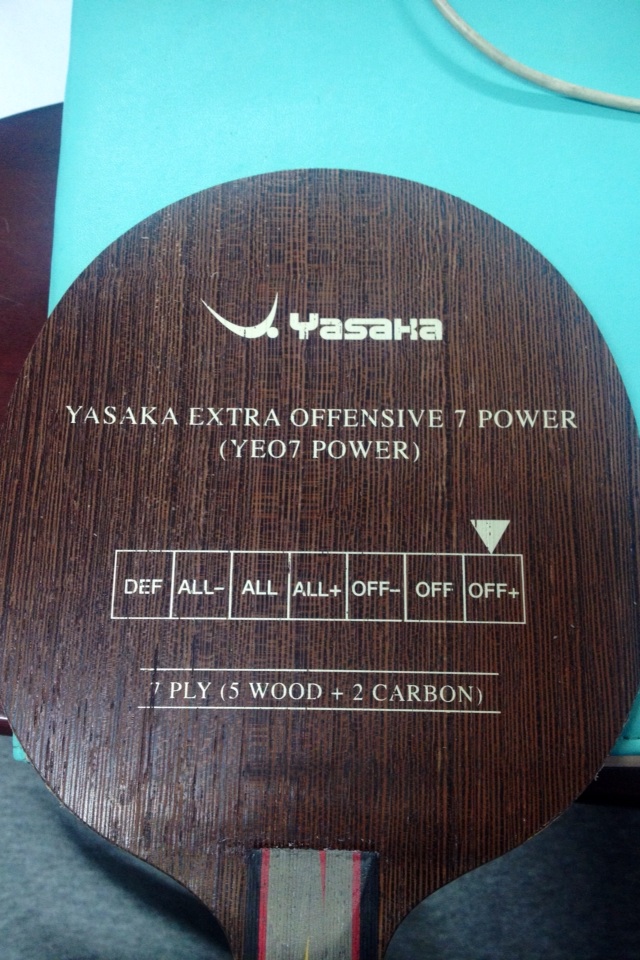 Yasaka
YASAKA EXTRA OFFENSIVE 7 POWER
(YEO7 POWER)
DEF ALL- ALL ALL+ OFF- OFF OFF+
7 PLY (5 WOOD + 2 CARBON)